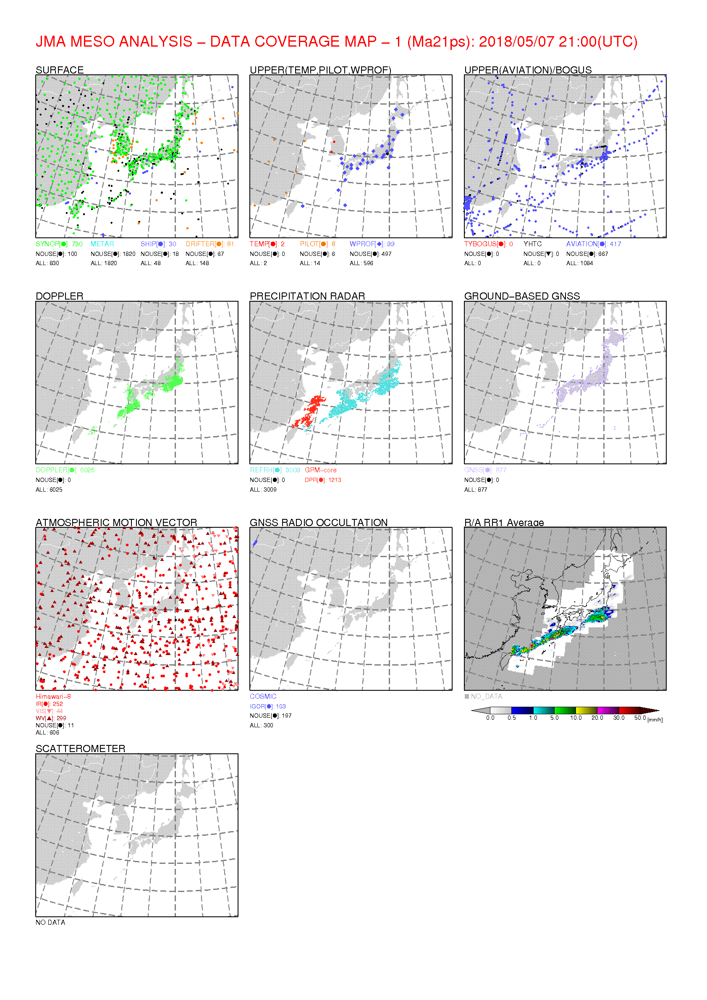 JMA MESO ANALYSIS – DATA COVERAGE MAP – 1 (Ma21ps): 2018/05/07 21:00(UTC)
SURFACE
SYNOP[●]: 730 METAR SHIP[●]: 30 DRIFTER[●]: 81
NOUSE[●]: 100 NOUSE[●]: 1820 NOUSE[●]: 18 NOUSE[●]: 67
ALL: 830 ALL: 1820 ALL: 48 ALL: 148
UPPER(TEMP,PILOT,WPROF)
TEMP[●]: 2 PILOT[●]: 8 WPROF[◆]: 99
NOUSE[●]: 0 NOUSE[●]: 6 NOUSE[●]: 497
ALL: 2 ALL: 14 ALL: 596
UPPER(AVIATION)/BOGUS
TYBOGUS[●]: 0 YHTC AVIATION[●]: 417
NOUSE[●]: 0 NOUSE[▼]: 0 NOUSE[●]: 667
ALL: 0 ALL: 0 ALL: 1084
DOPPLER
DOPPLER[●]: 6025
NOUSE[●]: 0
ALL: 6025
PRECIPITATION RADAR
REFRH[●]: 3009 GPM–core
NOUSE[●]: 0 DPR[●]: 1213
ALL: 3009
GROUND–BASED GNSS
GNSS[●]: 877
NOUSE[●]: 0
ALL: 877
ATMOSPHERIC MOTION VECTOR
Himawari–8
IR[●]: 252
VIS[▼]: 44
WV[▲]: 299
NOUSE[●]: 11
ALL: 606
GNSS RADIO OCCULTATION
COSMIC
IGOR[●]: 103
NOUSE[●]: 197
ALL: 300
R/A RR1 Average
■:NO_DATA
0.0 0.5 1.0 5.0 10.0 20.0 30.0 50.0 [mm/h]
SCATTEROMETER
NO DATA